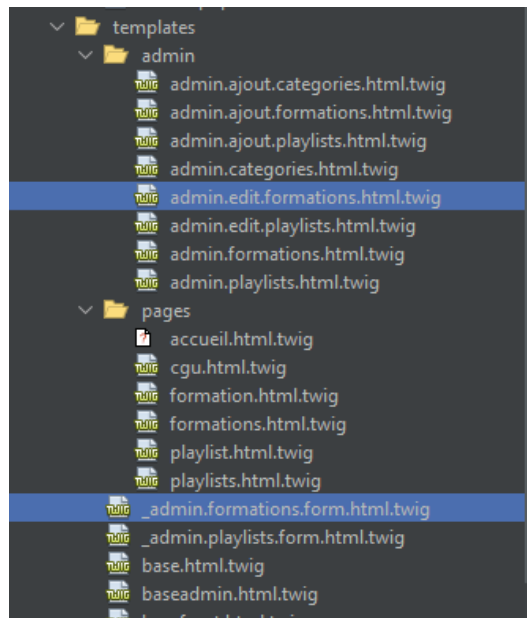 templates
admin
admin.ajout.categories.html.twig
admin.ajout.formations.html.twig
admin.ajout.playlists.html.twig
admin.categories.html.twig
admin.edit.formations.html.twig
admin.edit.playlists.html.twig
admin.formations.html.twig
admin.playlists.html.twig
pages
accueil.html.twig
cgu.html.twig
formation.html.twig
formations.html.twig
playlist.html.twig
playlists.html.twig
_admin.formations.form.html.twig
_admin.playlists.form.html.twig
base.html.twig
baseadmin.html.twig